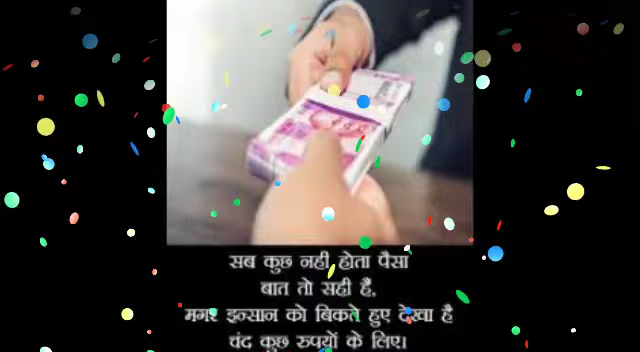 सब कुछ नही होता पैसा
बात तो सही हैं,
मगर इन्सान को बिकते हुए देखा है
चंद कुछ रुपयों के लिए।